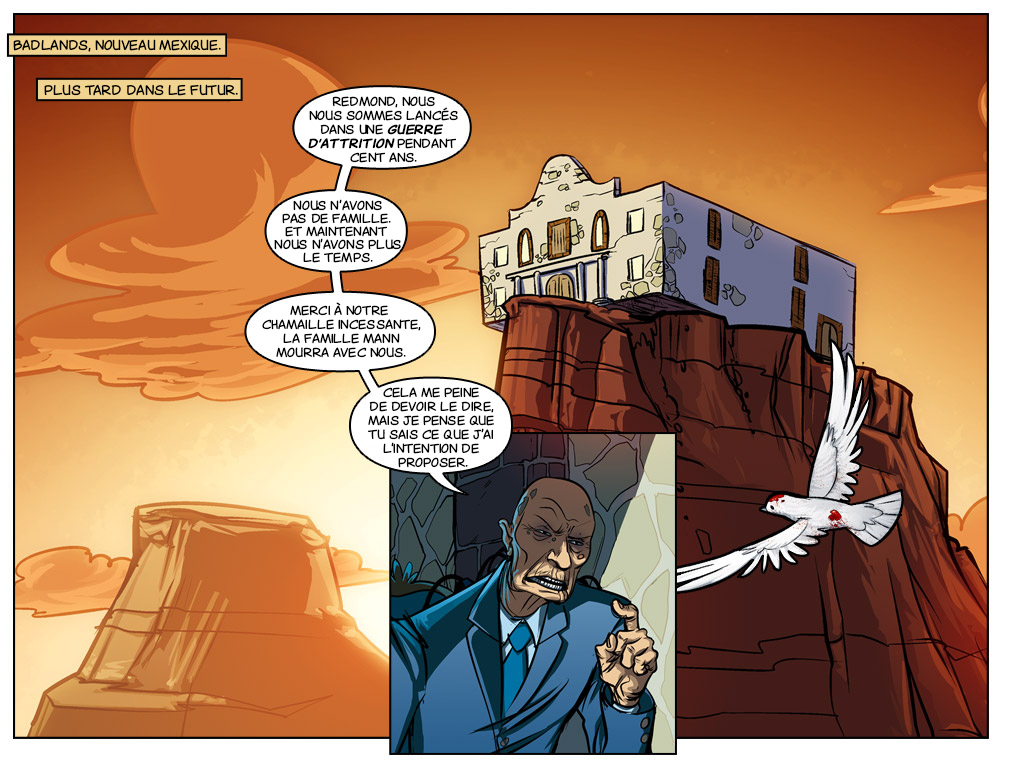 BADLANDS, NOUVEAU MEXIQUE.
PLUS TARD DANS LE FUTUR.
REDMOND, NOUS
NOUS SOMMES LANCÉS
DANS UNE GUERRE
D'ATTRITION PENDANT
CENT ANS.
NOUS N'AVONS
PAS DE FAMILLE.
ET MAINTENANT
NOUS N'AVONS PLUS
LE TEMPS.
MERCI À NOTRE
CHAMAILLE INCESSANTE,
LA FAMILLE MANN
MOURRA AVEC NOUS.
CELA ME PEINE
DE DEVOIR LE DIRE,
MAIS JE PENSE QUE
TU SAIS CE QUE J'AI
L'INTENTION DE
PROPOSER.